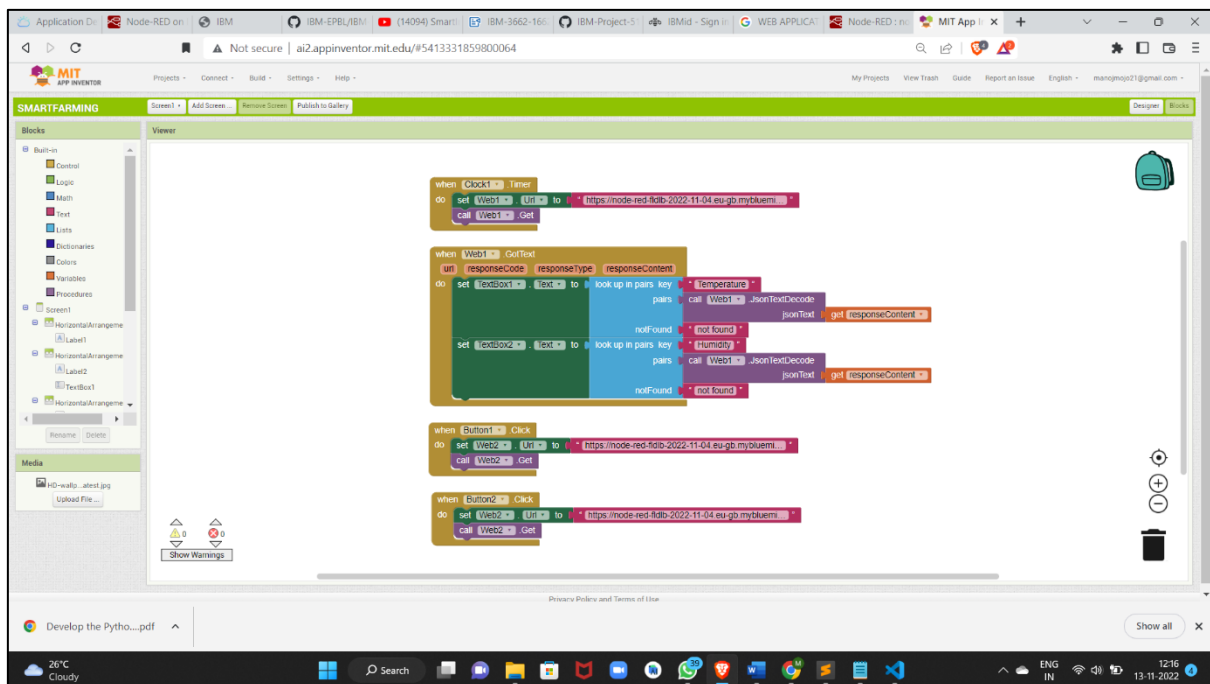 Application De Node-RED on IBM IBM-EPBL/IBM (14094) Smart IBM-3662-166 IBM-Project-5 IBMid - Sign in WEB APPLICAT Node-RED : n MIT App I
Not secure ai2.appinventor.mit.edu/#5413331859800064
MIT
APP INVENTOR
Projects Connect Build Settings Help
My Projects View Trash Guide Report an Issue English manojmojo21@gmail.com
SMARTFARMING
Screen1 Add Screen ... Remove Screen Publish to Gallery
Designer Blocks
Blocks
Viewer
Built-in
Control
Logic
Math
Text
Lists
Dictionaries
Colors
Variables
Procedures
Screen1
HorizontalArrangeme
Label1
HorizontalArrangeme
Label2
TextBox1
HorizontalArrangeme
Rename Delete
Media
HD-wallp...atest.jpg
Upload File ...
when Clock1 .Timer
do set Web1 . Url to " https://node-red-fldlb-2022-11-04.eu-gb.mybluemi... "
call Web1 .Get
when Web1 .GotText
url responseCode responseType responseContent
do set TextBox1 . Text to look up in pairs key " Temperature "
pairs call Web1 .JsonTextDecode
jsonText get responseContent
notFound " not found "
set TextBox2 . Text to look up in pairs key " Humidity "
pairs call Web1 .JsonTextDecode
jsonText get responseContent
notFound " not found "
when Button1 .Click
do set Web2 . Url to " https://node-red-fldlb-2022-11-04.eu-gb.mybluemi... "
call Web2 .Get
when Button2 .Click
do set Web2 . Url to " https://node-red-fldlb-2022-11-04.eu-gb.mybluemi... "
call Web2 .Get
0 0
Show Warnings
Privacy Policy and Terms of Use
Develop the Pytho....pdf
Show all
26°C
Cloudy
Search
39
ENG
IN
12:16
13-11-2022
4